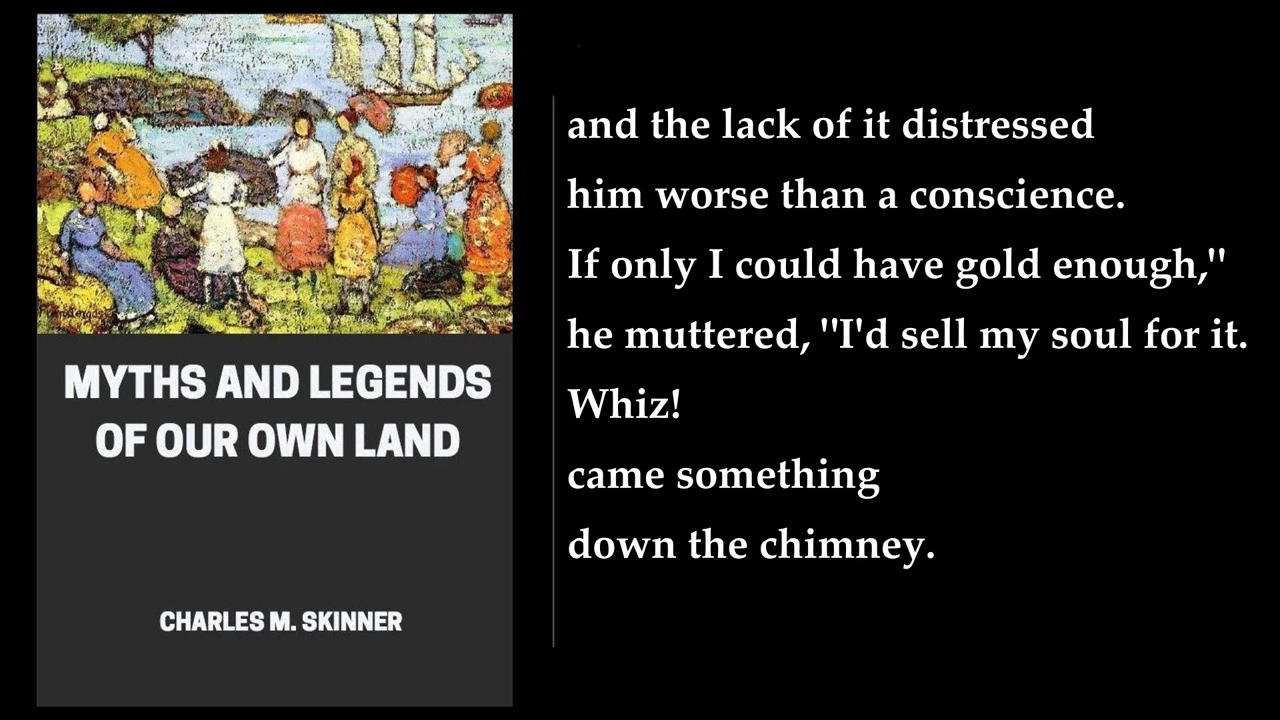 MYTHS AND LEGENDS
OF OUR OWN LAND
CHARLES M. SKINNER
and the lack of it distressed
him worse than a conscience.
If only I could have gold enough,"
he muttered, "I'd sell my soul for it.
Whiz!
came something
down the chimney.